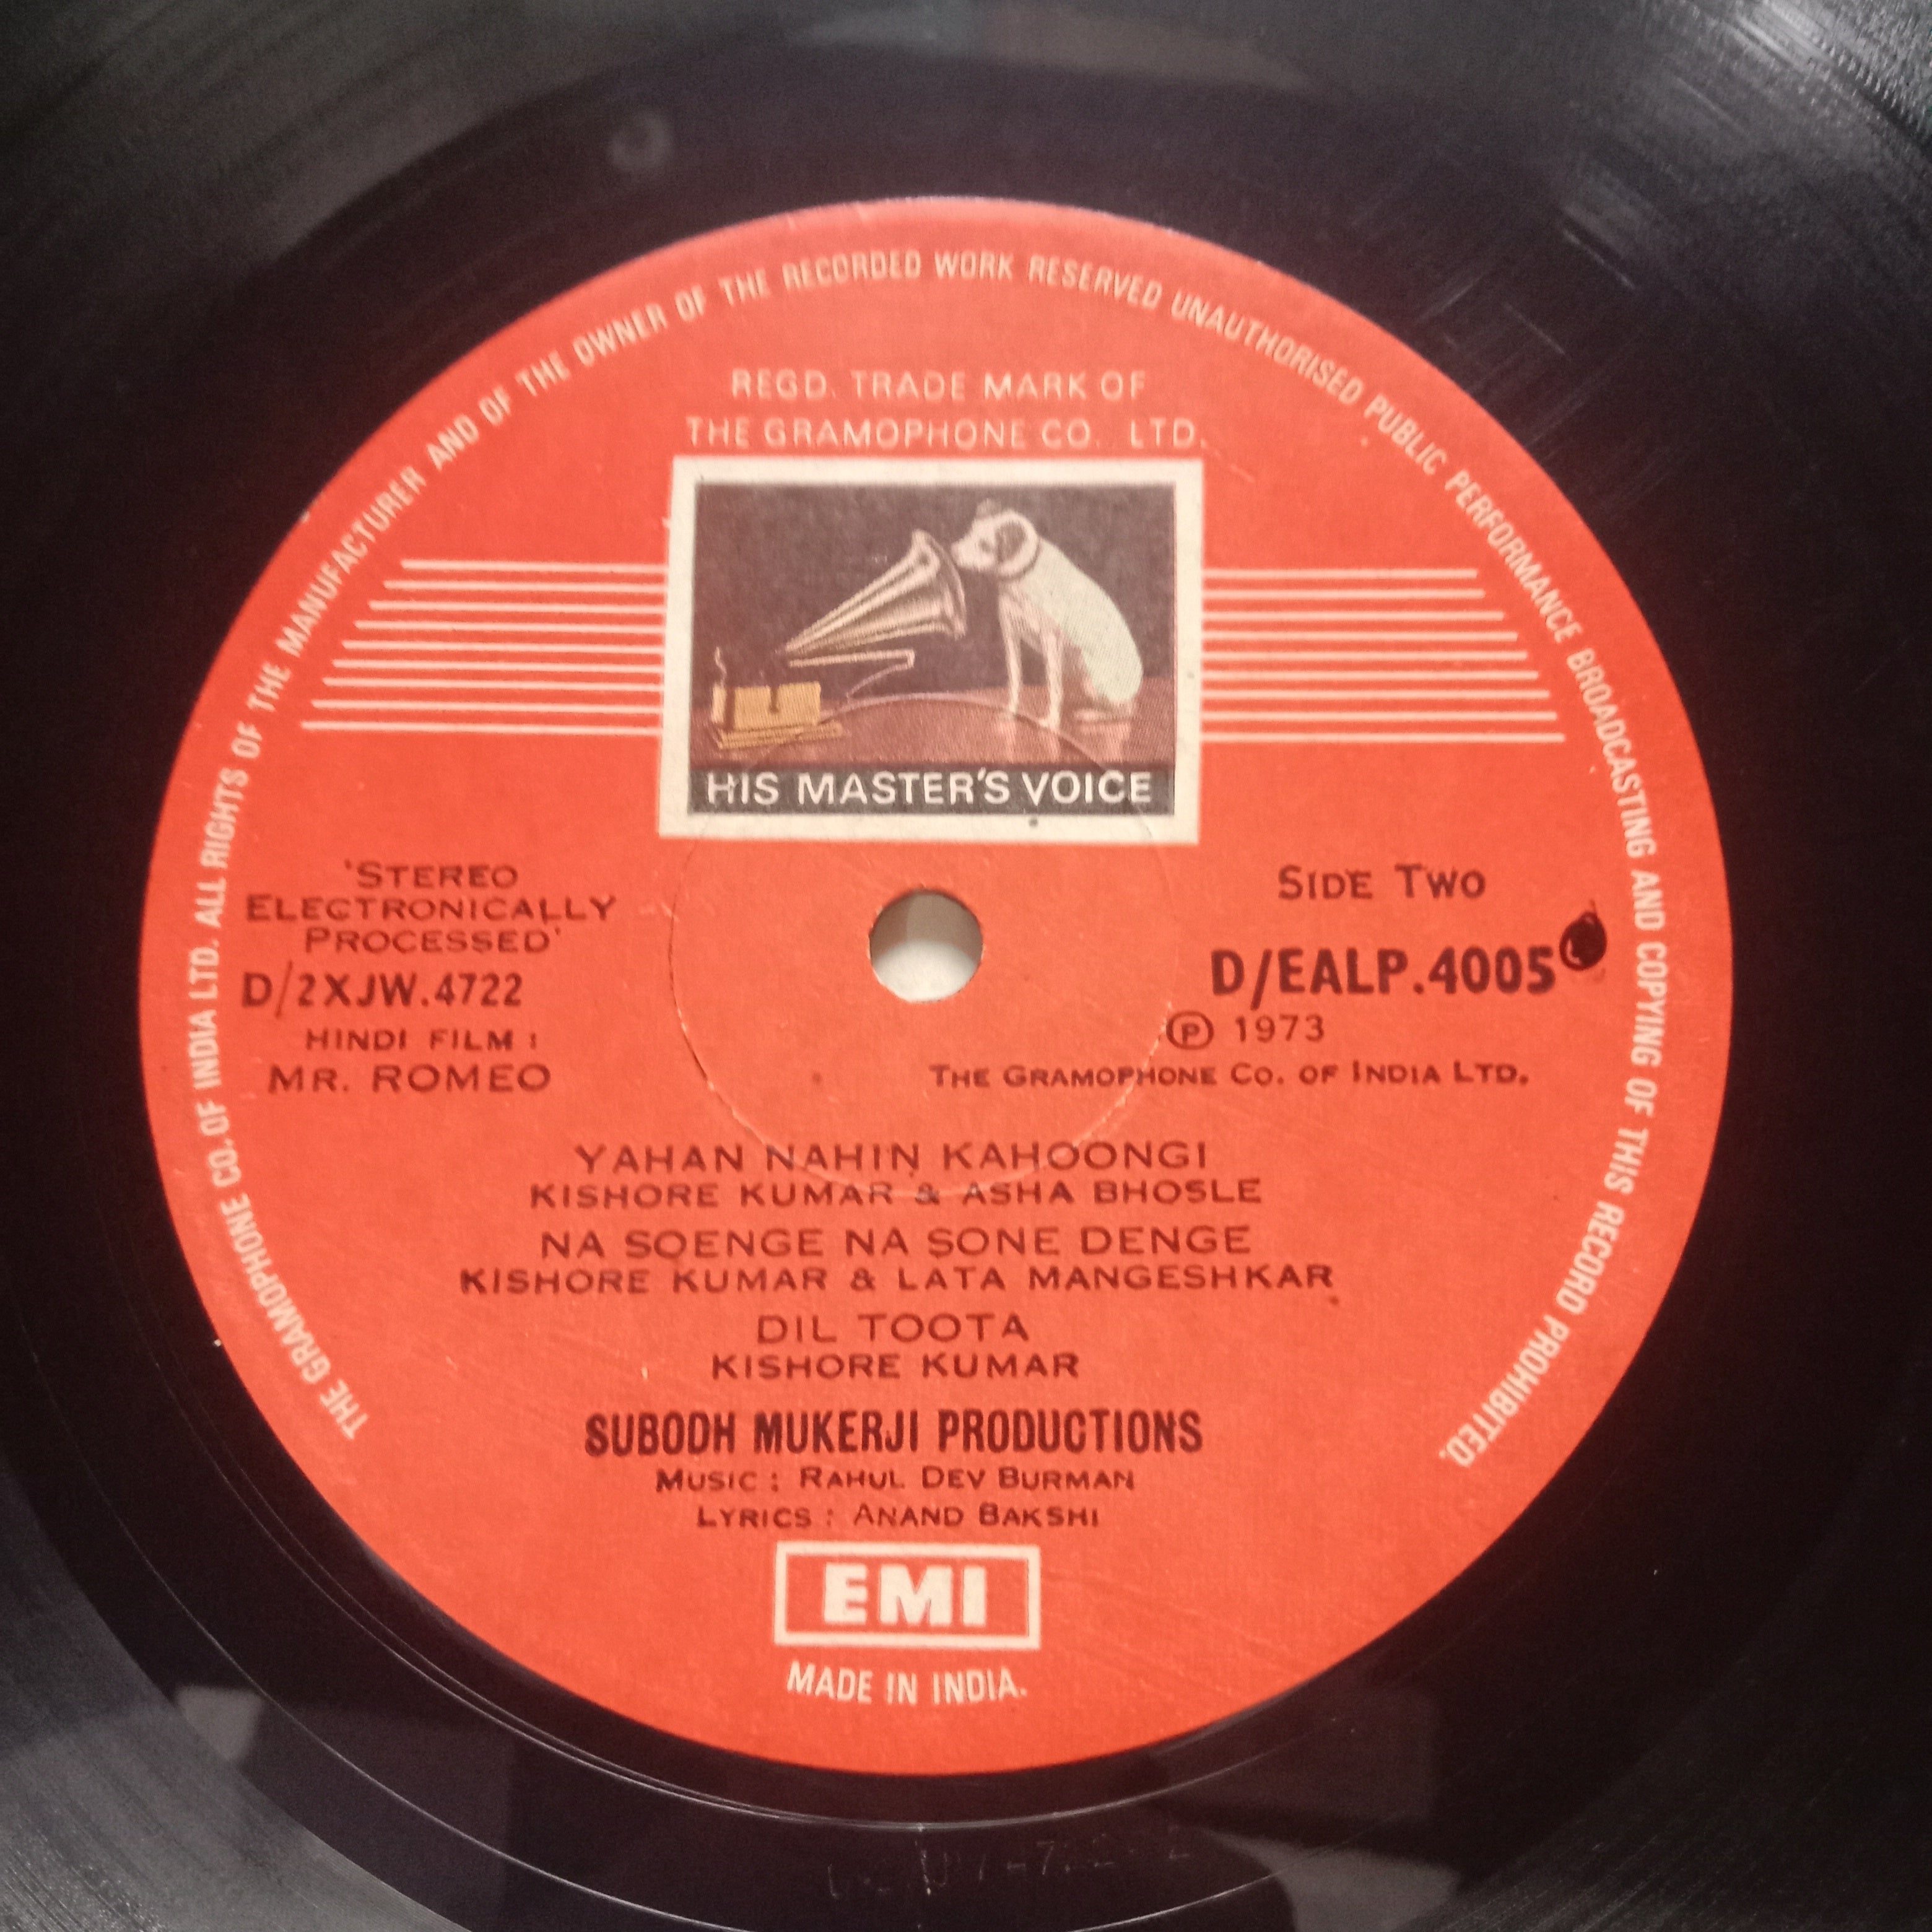 THE GRAMOPHONE CO. OF INDIA LTD. ALL RIGHTS OF THE MANUFACTURER AND OF THE OWNER OF THE RECORDED WORK RESERVED UNAUTHORISED PUBLIC PERFORMANCE BROADCASTING AND COPYING OF THIS RECORD PROHIBITED.
REGD. TRADE MARK OF
THE GRAMOPHONE CO. LTD.
HIS MASTER'S VOICE
'STEREO
ELECTRONICALLY
PROCESSED'
D/2XJW.4722
HINDI FILM :
MR. ROMEO
SIDE TWO
D/EALP.4005
℗ 1973
THE GRAMOPHONE CO. OF INDIA LTD.
YAHAN NAHIN KAHOONGI
KISHORE KUMAR & ASHA BHOSLE
NA SOENGE NA SONE DENGE
KISHORE KUMAR & LATA MANGESHKAR
DIL TOOTA
KISHORE KUMAR
SUBODH MUKERJI PRODUCTIONS
MUSIC : RAHUL DEV BURMAN
LYRICS : ANAND BAKSHI
EMI
MADE IN INDIA.